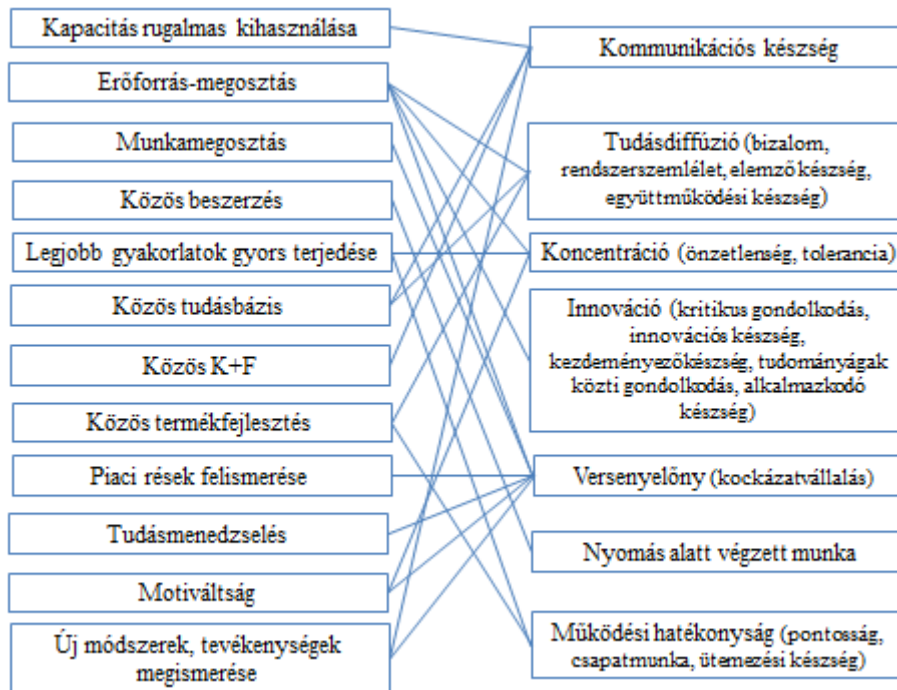 Kapacitás rugalmas kihasználása
Erőforrás-megosztás
Munkamegosztás
Közös beszerzés
Legjobb gyakorlatok gyors terjedése
Közös tudásbázis
Közös K+F
Közös termékfejlesztés
Piaci rések felismerése
Tudásmenedzselés
Motiváltság
Új módszerek, tevékenységek
megismerése
Kommunikációs készség
Tudásdiffúzió (bizalom,
rendszerszemlélet, elemző készség,
együttműködési készség)
Koncentráció (önzetlenség, tolerancia)
Innováció (kritikus gondolkodás,
innovációs készség,
kezdeményezőkészség, tudományágak
közti gondolkodás, alkalmazkodó
készség)
Versenyelőny (kockázatvállalás)
Nyomás alatt végzett munka
Működési hatékonyság (pontosság,
csapatmunka, ütemezési készség)